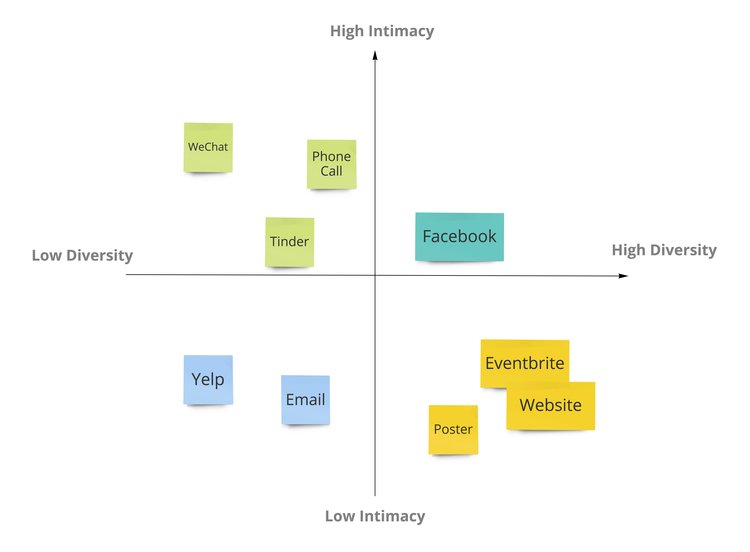 High Intimacy
WeChat
Phone
Call
Tinder
Facebook
Low Diversity
High Diversity
Yelp
Email
Eventbrite
Website
Poster
Low Intimacy